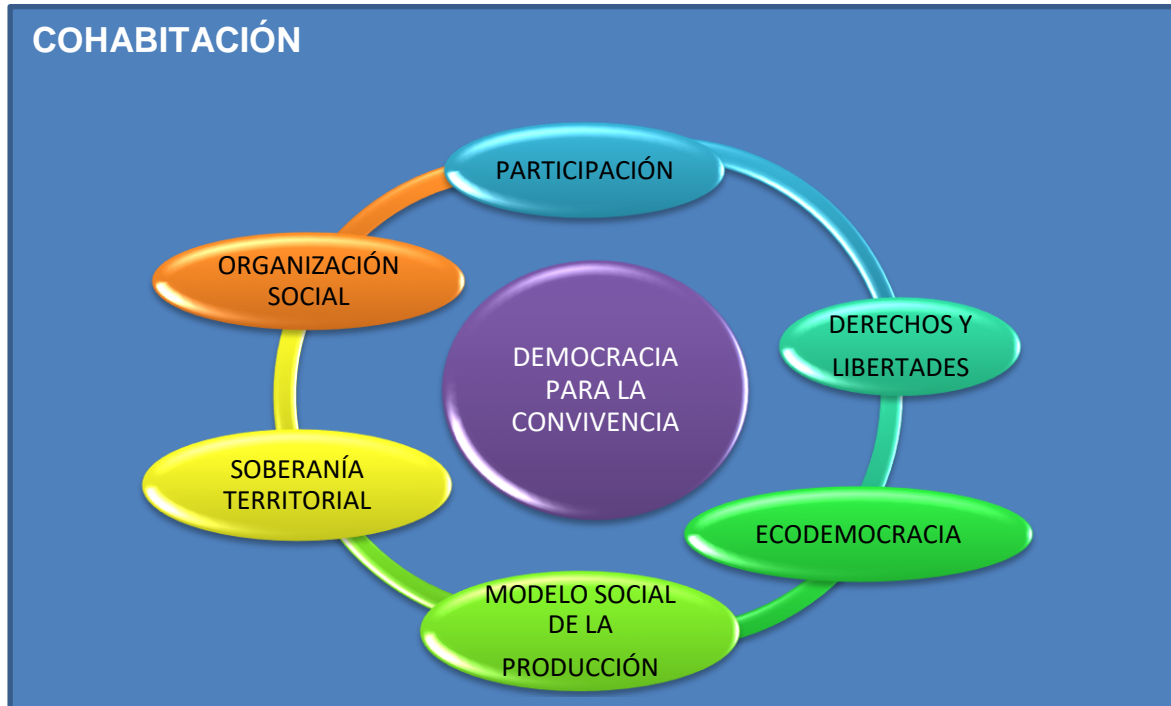 COHABITACIÓN
PARTICIPACIÓN
DERECHOS Y
LIBERTADES
ECODEMOCRACIA
MODELO SOCIAL
DE LA
PRODUCCIÓN
SOBERANÍA
TERRITORIAL
ORGANIZACIÓN
SOCIAL
DEMOCRACIA
PARA LA
CONVIVENCIA